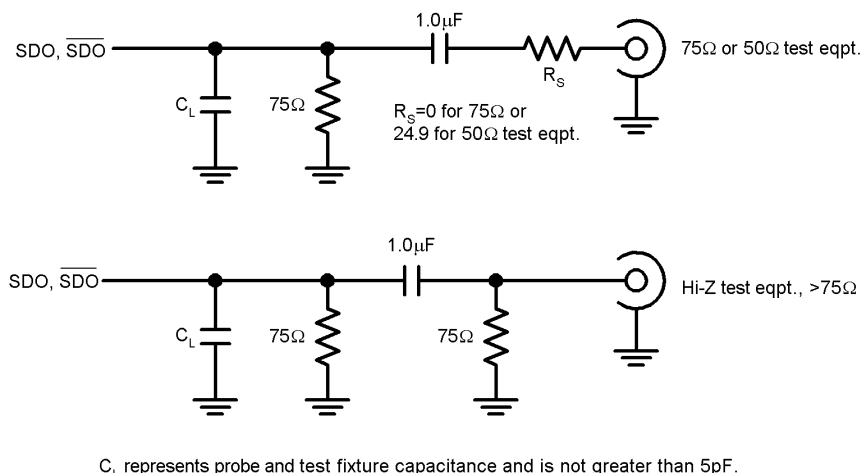 1.0µF
SDO, SDO
75Ω or 50Ω test eqpt.
C_L
75Ω
R_S
R_S=0 for 75Ω or
24.9 for 50Ω test eqpt.
1.0µF
SDO, SDO
Hi-Z test eqpt., >75Ω
C_L
75Ω
75Ω
C_L represents probe and test fixture capacitance and is not greater than 5pF.